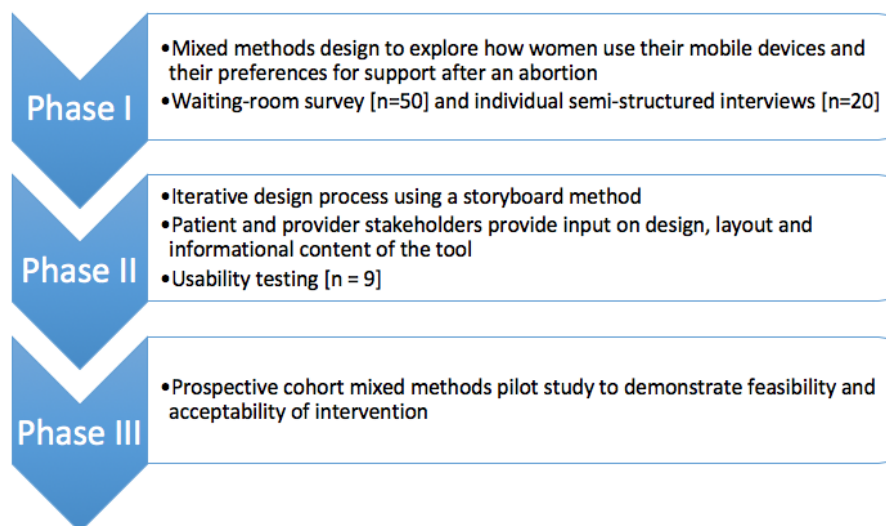 Phase I
•Mixed methods design to explore how women use their mobile devices and
their preferences for support after an abortion
•Waiting-room survey [n=50] and individual semi-structured interviews [n=20]
Phase II
•Iterative design process using a storyboard method
•Patient and provider stakeholders provide input on design, layout and
informational content of the tool
•Usability testing [n = 9]
Phase III
•Prospective cohort mixed methods pilot study to demonstrate feasibility and
acceptability of intervention